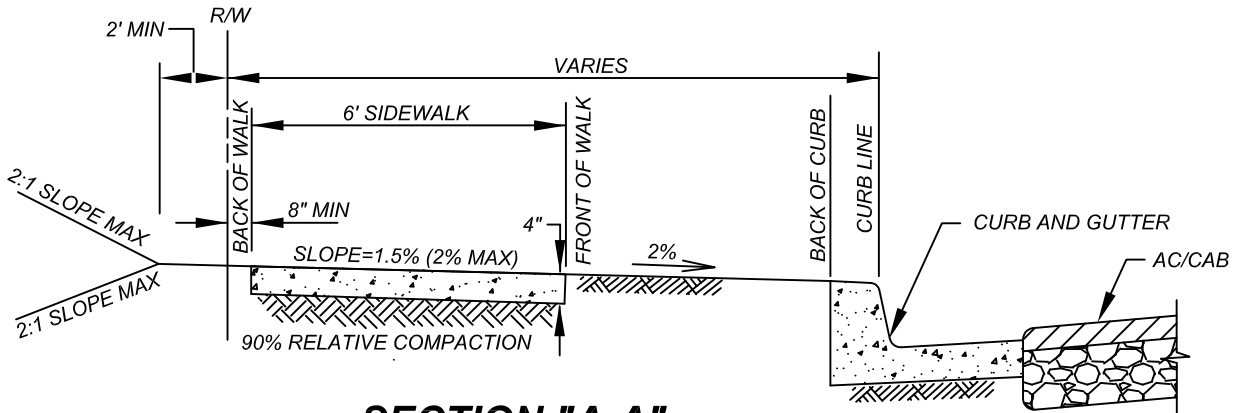 R/W
2' MIN
VARIES
6' SIDEWALK
BACK OF WALK
FRONT OF WALK
BACK OF CURB
CURB LINE
2:1 SLOPE MAX
8" MIN
4"
CURB AND GUTTER
SLOPE=1.5% (2% MAX)
2%
AC/CAB
2:1 SLOPE MAX
90% RELATIVE COMPACTION
SECTION "A-A"